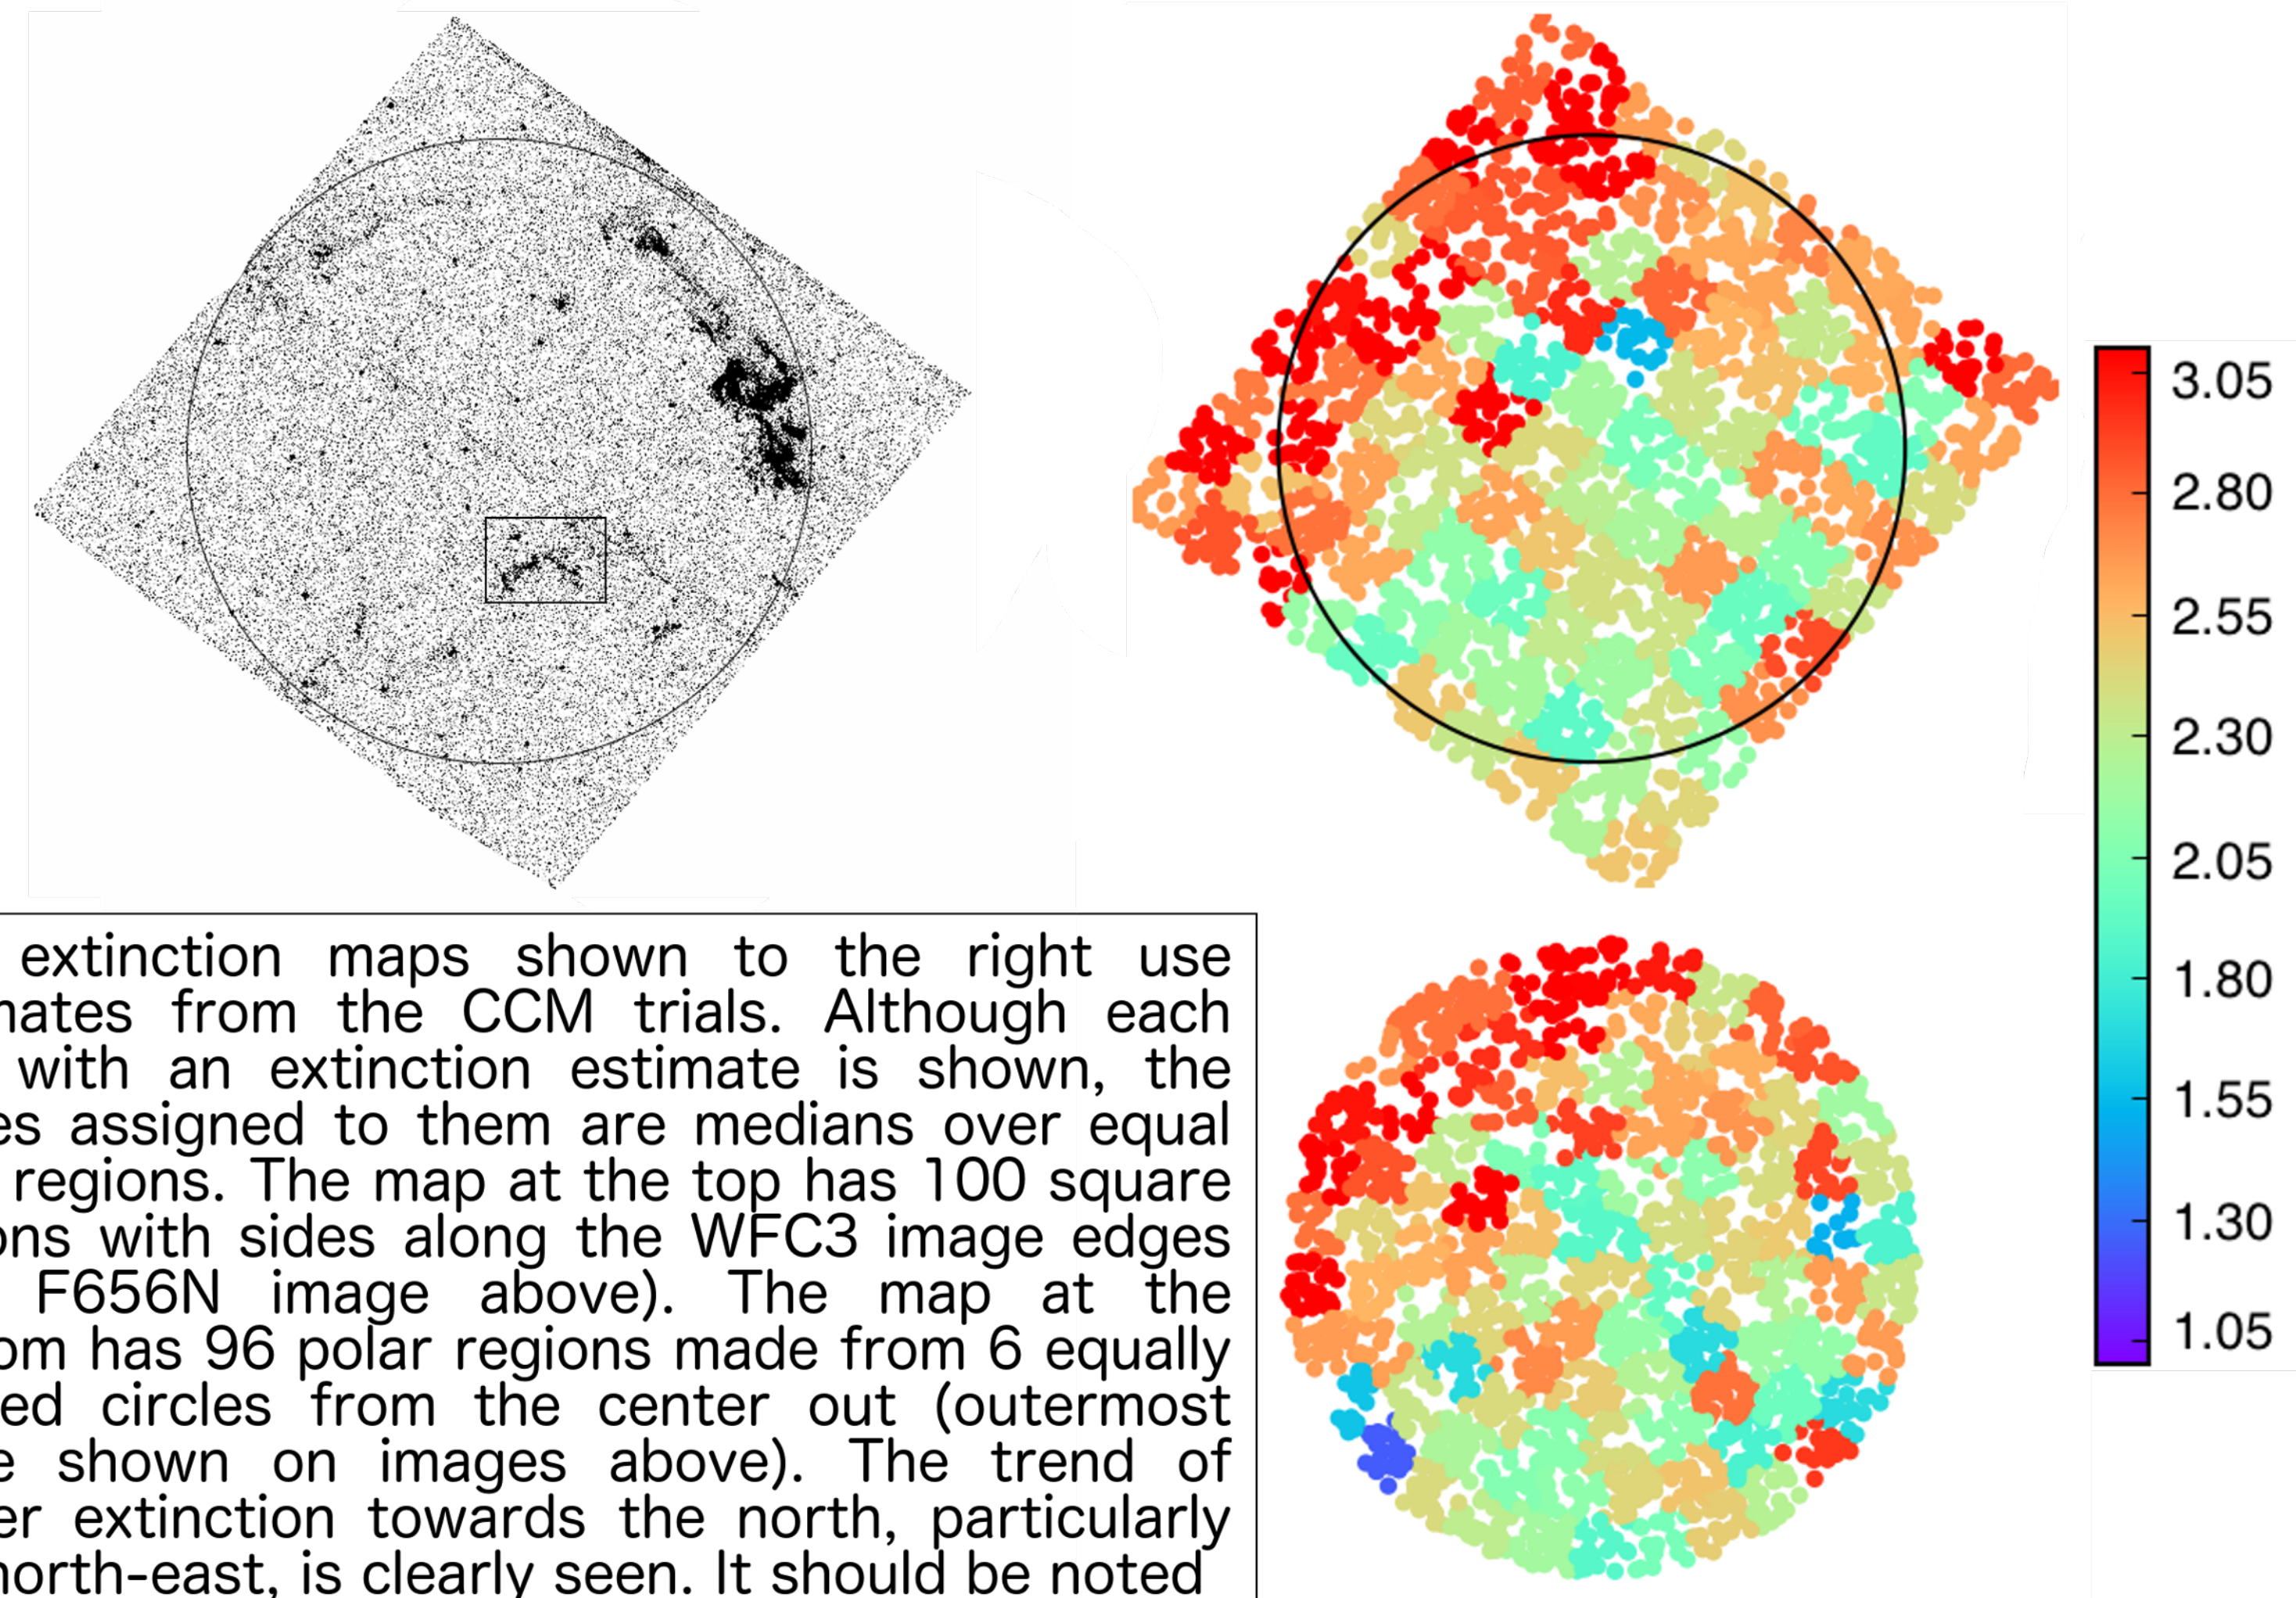 3.05
2.80
2.55
2.30
2.05
1.80
1.55
1.30
1.05
extinction maps shown to the right use
from the CCM trials. Although each
with an extinction estimate is shown, the
assigned to them are medians over equal
regions. The map at the top has 100 square
with sides along the WFC3 image edges
F656N image above). The map at the
has 96 polar regions made from 6 equally
circles from the center out (outermost
shown on images above). The trend of
extinction towards the north, particularly
north-east, is clearly seen. It should be noted